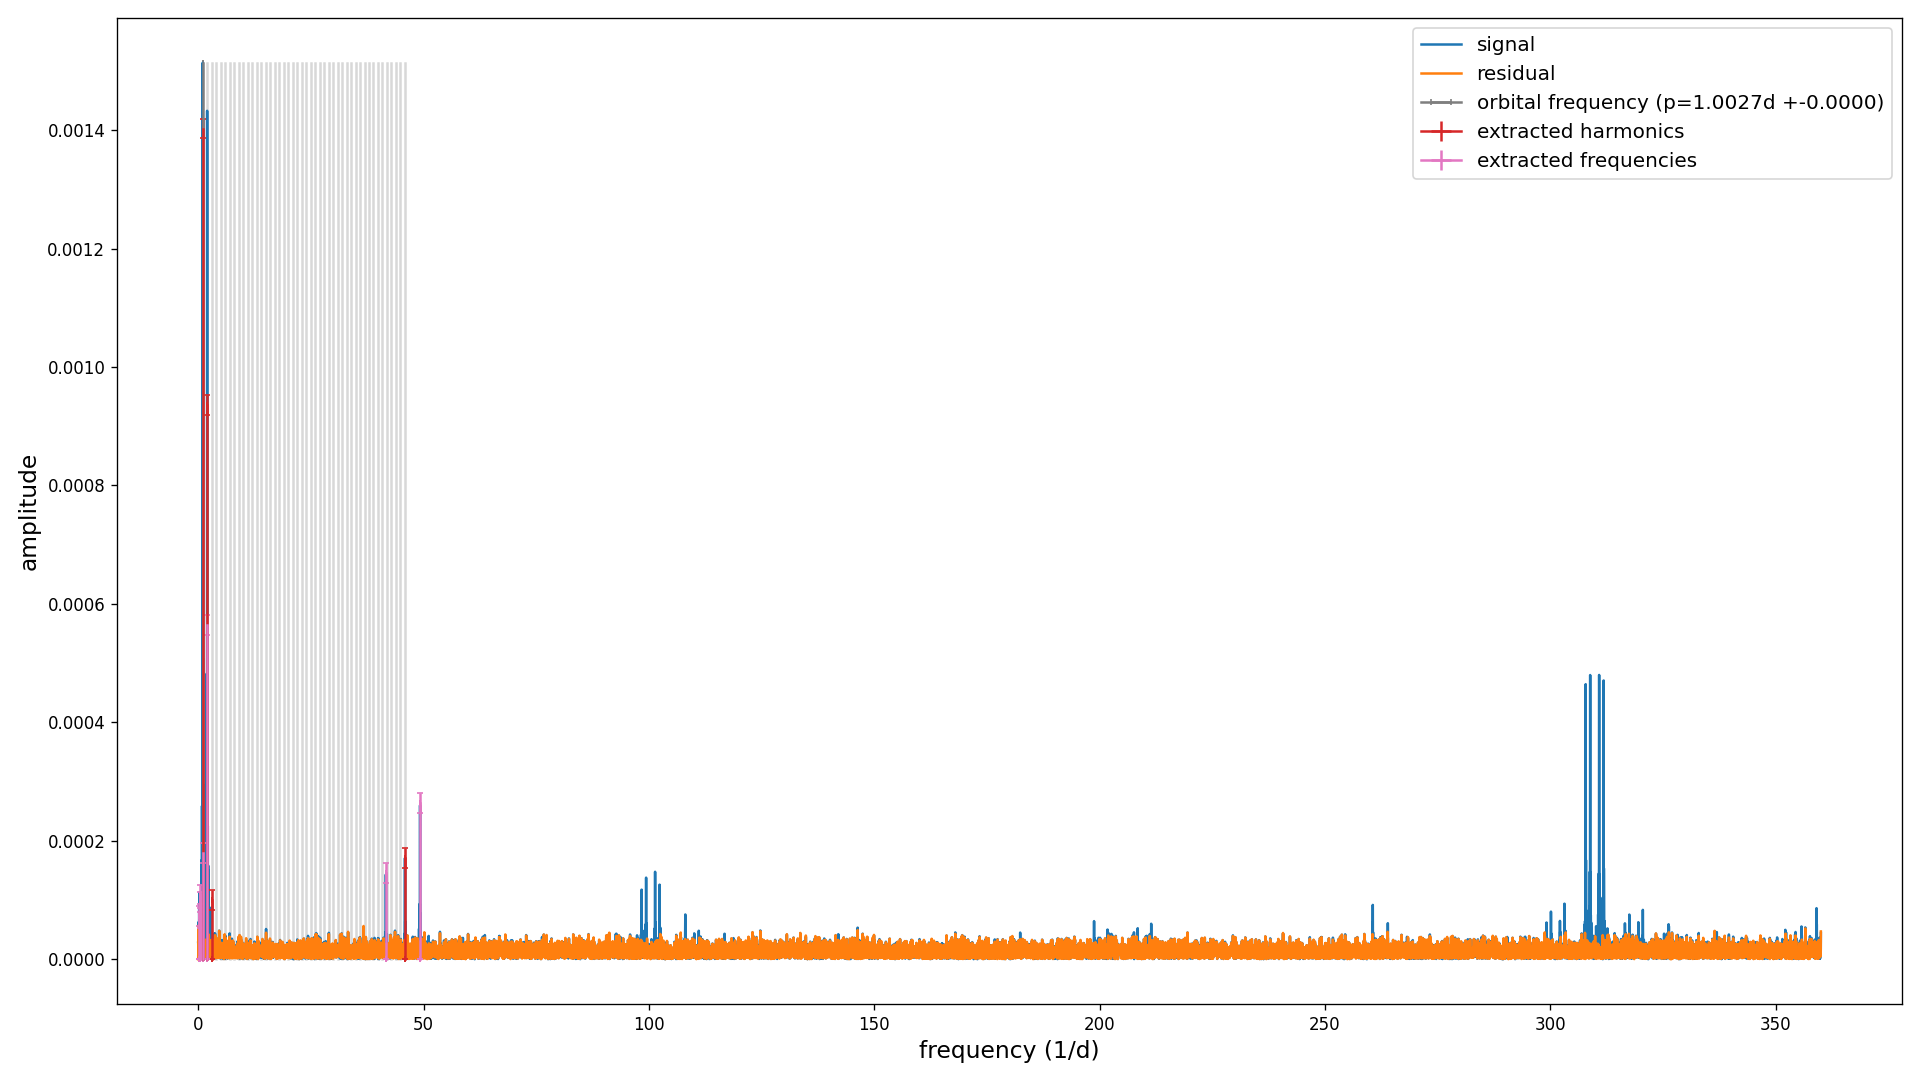 signal
residual
orbital frequency (p=1.0027d +-0.0000)
extracted harmonics
extracted frequencies
0.0014
0.0012
0.0010
0.0008
0.0006
0.0004
0.0002
0.0000
amplitude
0 50 100 150 200 250 300 350
frequency (1/d)